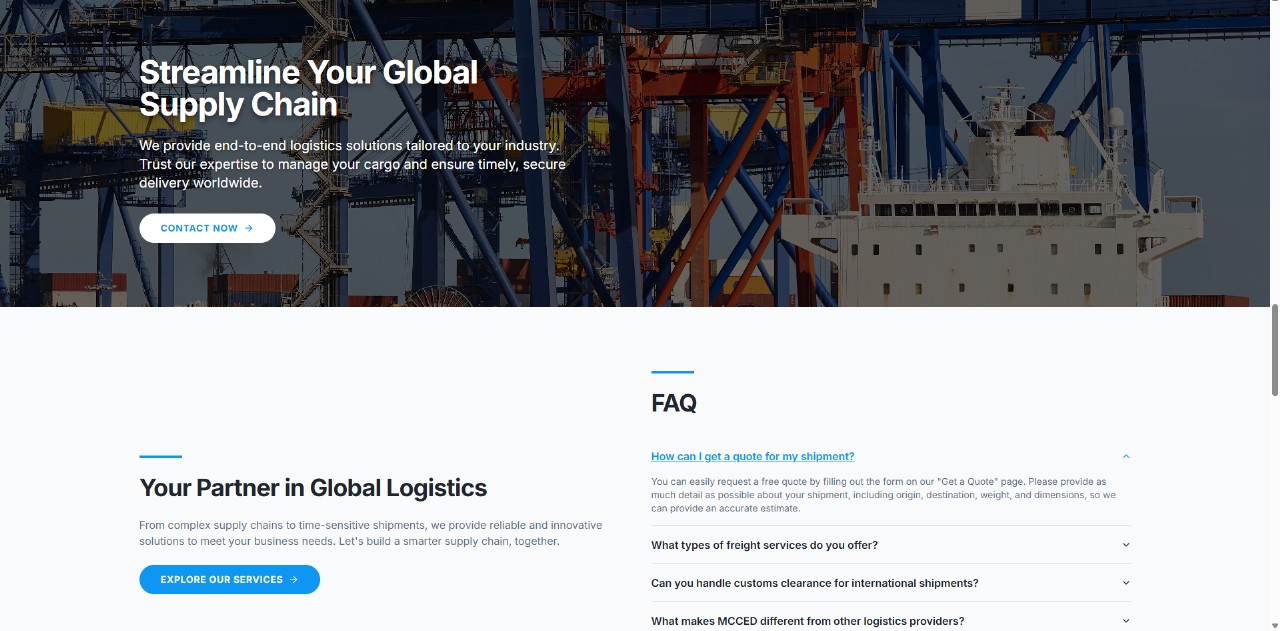 Streamline Your Global
Supply Chain
We provide end-to-end logistics solutions tailored to your industry.
Trust our expertise to manage your cargo and ensure timely, secure
delivery worldwide.
CONTACT NOW →
Your Partner in Global Logistics
From complex supply chains to time-sensitive shipments, we provide reliable and innovative
solutions to meet your business needs. Let's build a smarter supply chain, together.
EXPLORE OUR SERVICES →
FAQ
How can I get a quote for my shipment?
You can easily request a free quote by filling out the form on our "Get a Quote" page. Please provide as
much detail as possible about your shipment, including origin, destination, weight, and dimensions, so we
can provide an accurate estimate.
What types of freight services do you offer?
Can you handle customs clearance for international shipments?
What makes MCCED different from other logistics providers?